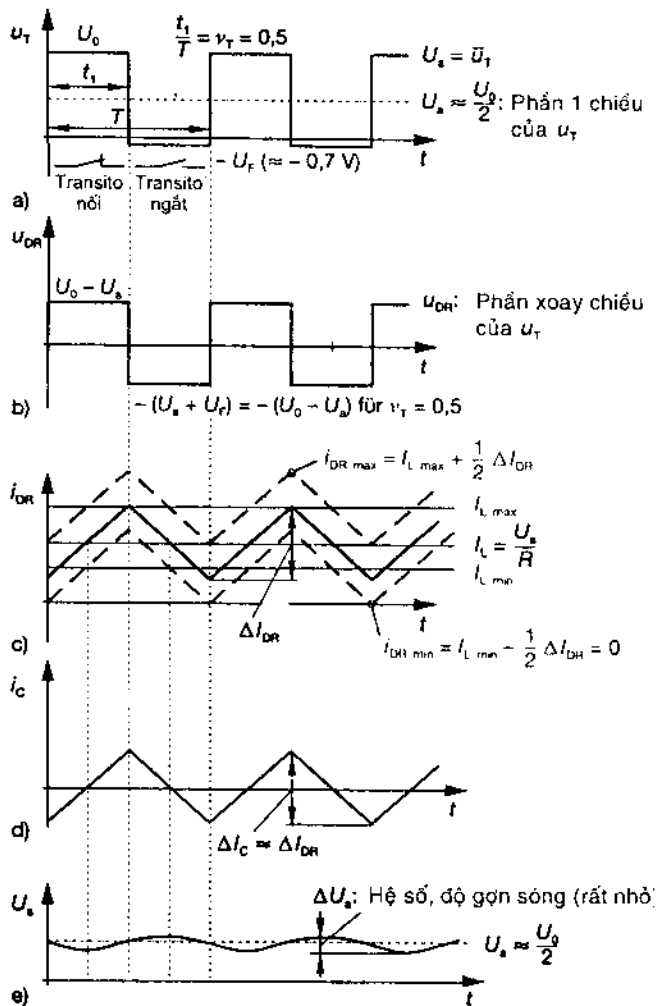 u_T
U_0
t_1/T = ν_T = 0,5
U_a = ū_T
t_1
U_a ≈ U_0/2: Phần 1 chiều
của u_T
T
t
- U_F (≈ - 0,7 V)
Transito
nối
Transito
ngắt
a)
u_DR
U_0 - U_a
u_DR: Phần xoay chiều
của u_T
t
- (U_a + U_F) = - (U_0 - U_a) für ν_T = 0,5
b)
i_DR max = I_L max + 1/2 ΔI_DR
i_DR
I_L max
I_L = U_a/R
I_L min
ΔI_DR
t
c)
i_DR min = I_L min - 1/2 ΔI_DR = 0
i_C
t
d)
ΔI_C ≈ ΔI_DR
ΔU_a: Hệ số, độ gợn sóng (rất nhỏ)
U_a
U_a ≈ U_0/2
e)
t